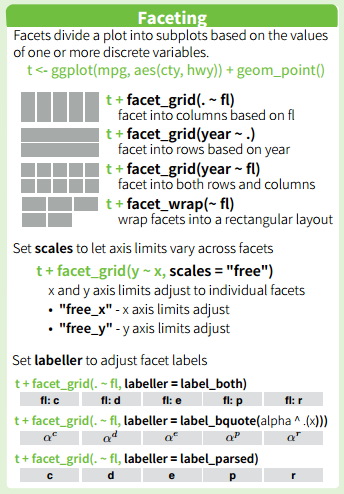 Faceting
Facets divide a plot into subplots based on the values
of one or more discrete variables.
t <- ggplot(mpg, aes(cty, hwy)) + geom_point()
t + facet_grid(. ~ fl)
facet into columns based on fl
t + facet_grid(year ~ .)
facet into rows based on year
t + facet_grid(year ~ fl)
facet into both rows and columns
t + facet_wrap(~ fl)
wrap facets into a rectangular layout
Set scales to let axis limits vary across facets
t + facet_grid(y ~ x, scales = "free")
x and y axis limits adjust to individual facets
• "free_x" - x axis limits adjust
• "free_y" - y axis limits adjust
Set labeller to adjust facet labels
t + facet_grid(. ~ fl, labeller = label_both)
fl: c fl: d fl: e fl: p fl: r
t + facet_grid(. ~ fl, labeller = label_bquote(alpha ^ .(x)))
α^c α^d α^e α^p α^r
t + facet_grid(. ~ fl, labeller = label_parsed)
c d e p r